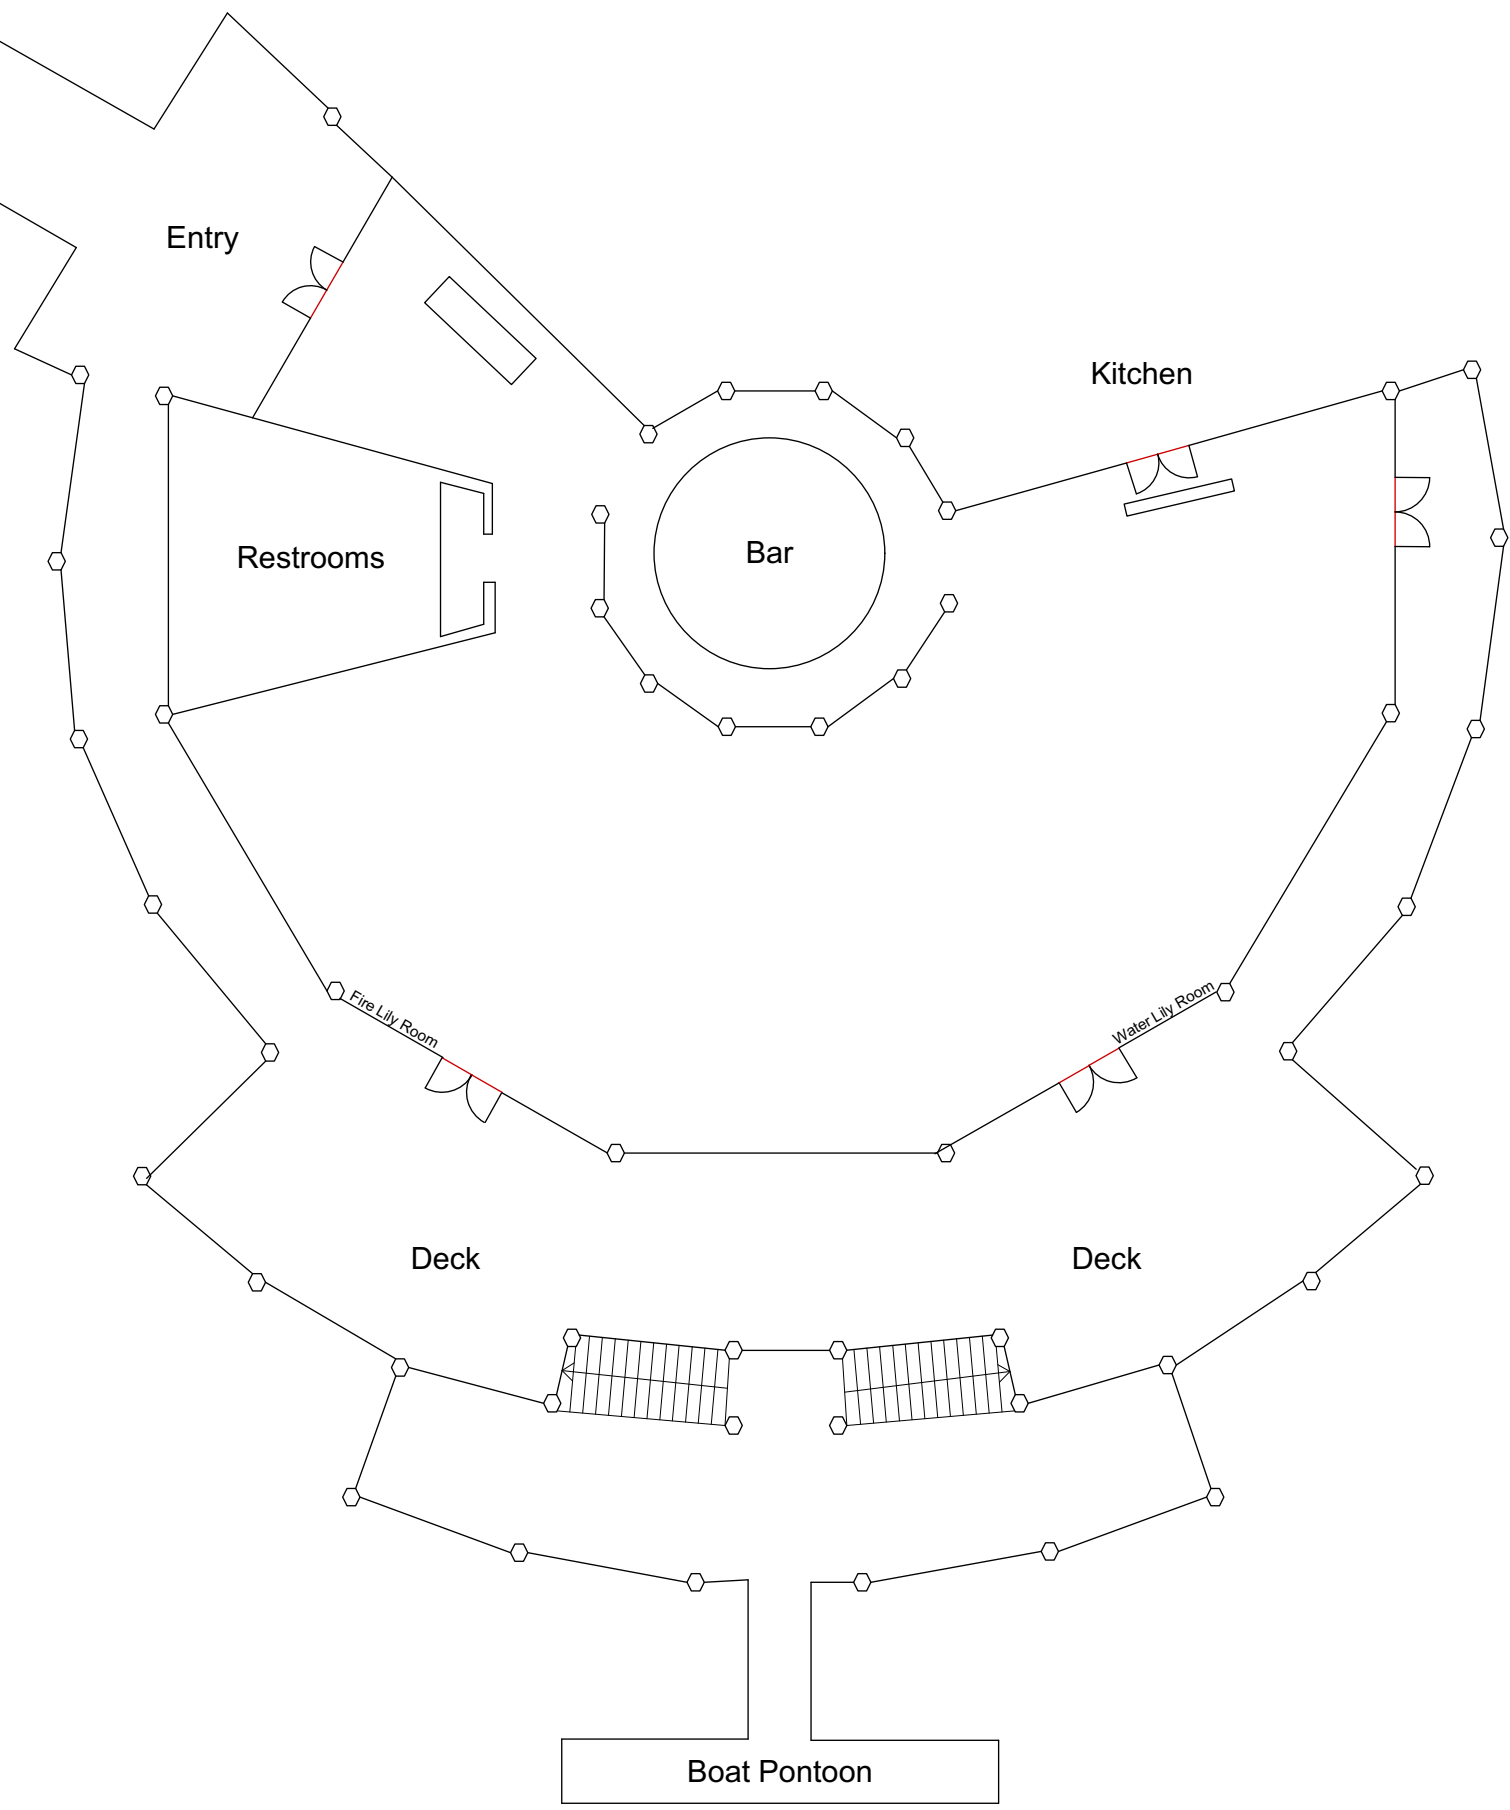 Entry
Kitchen
Restrooms
Bar
Fire Lily Room
Water Lily Room
Deck
Deck
Boat Pontoon